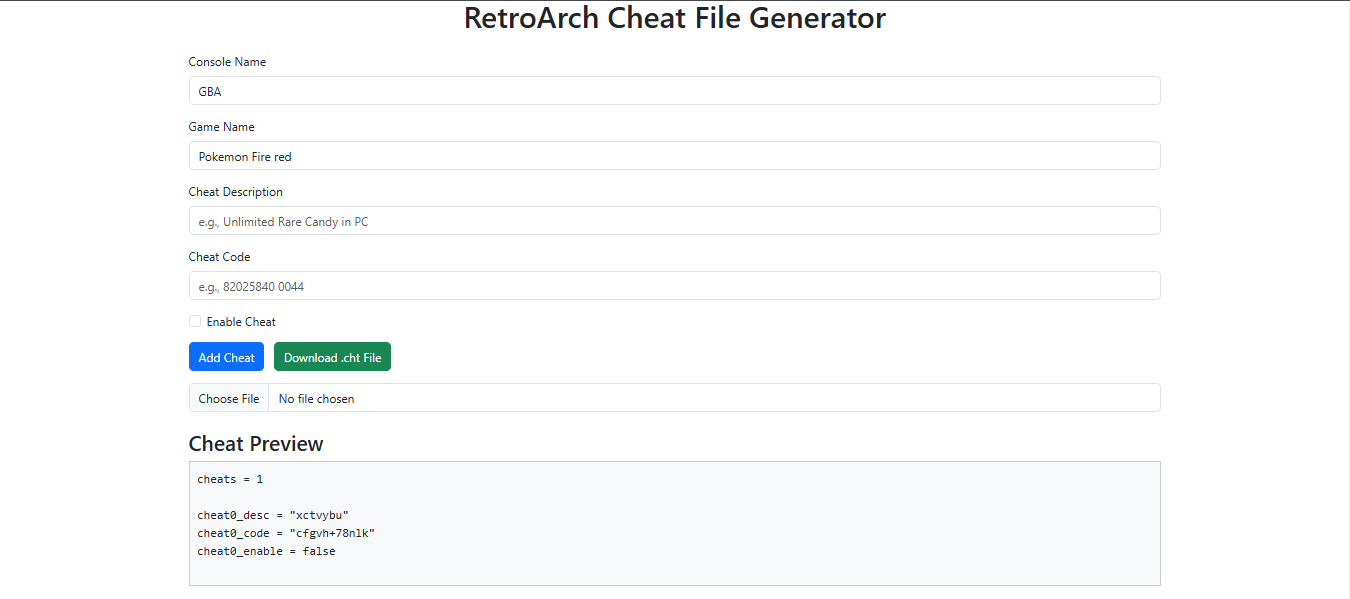 RetroArch Cheat File Generator
Console Name
GBA
Game Name
Pokemon Fire red
Cheat Description
e.g., Unlimited Rare Candy in PC
Cheat Code
e.g., 82025840 0044
Enable Cheat
Add Cheat Download .cht File
Choose File No file chosen
Cheat Preview
cheats = 1
cheat0_desc = "xctvybu"
cheat0_code = "cfgvh+78nlk"
cheat0_enable = false